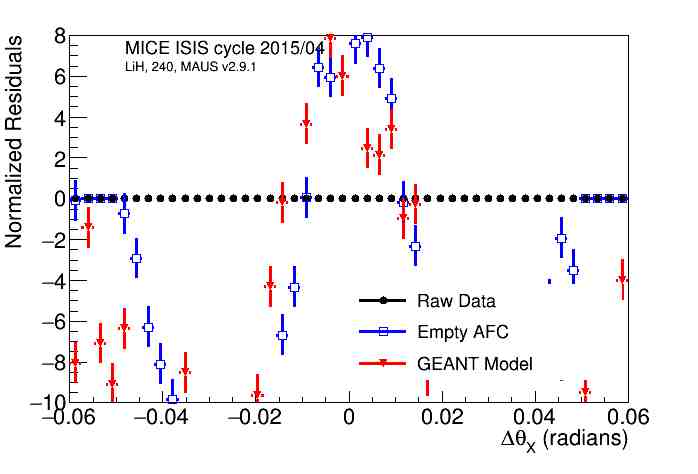 Normalized Residuals
8
6
4
2
0
−2
−4
−6
−8
−10
MICE ISIS cycle 2015/04
LiH, 240, MAUS v2.9.1
Raw Data
Empty AFC
GEANT Model
−0.06 −0.04 −0.02 0 0.02 0.04 0.06
Δθ_X (radians)